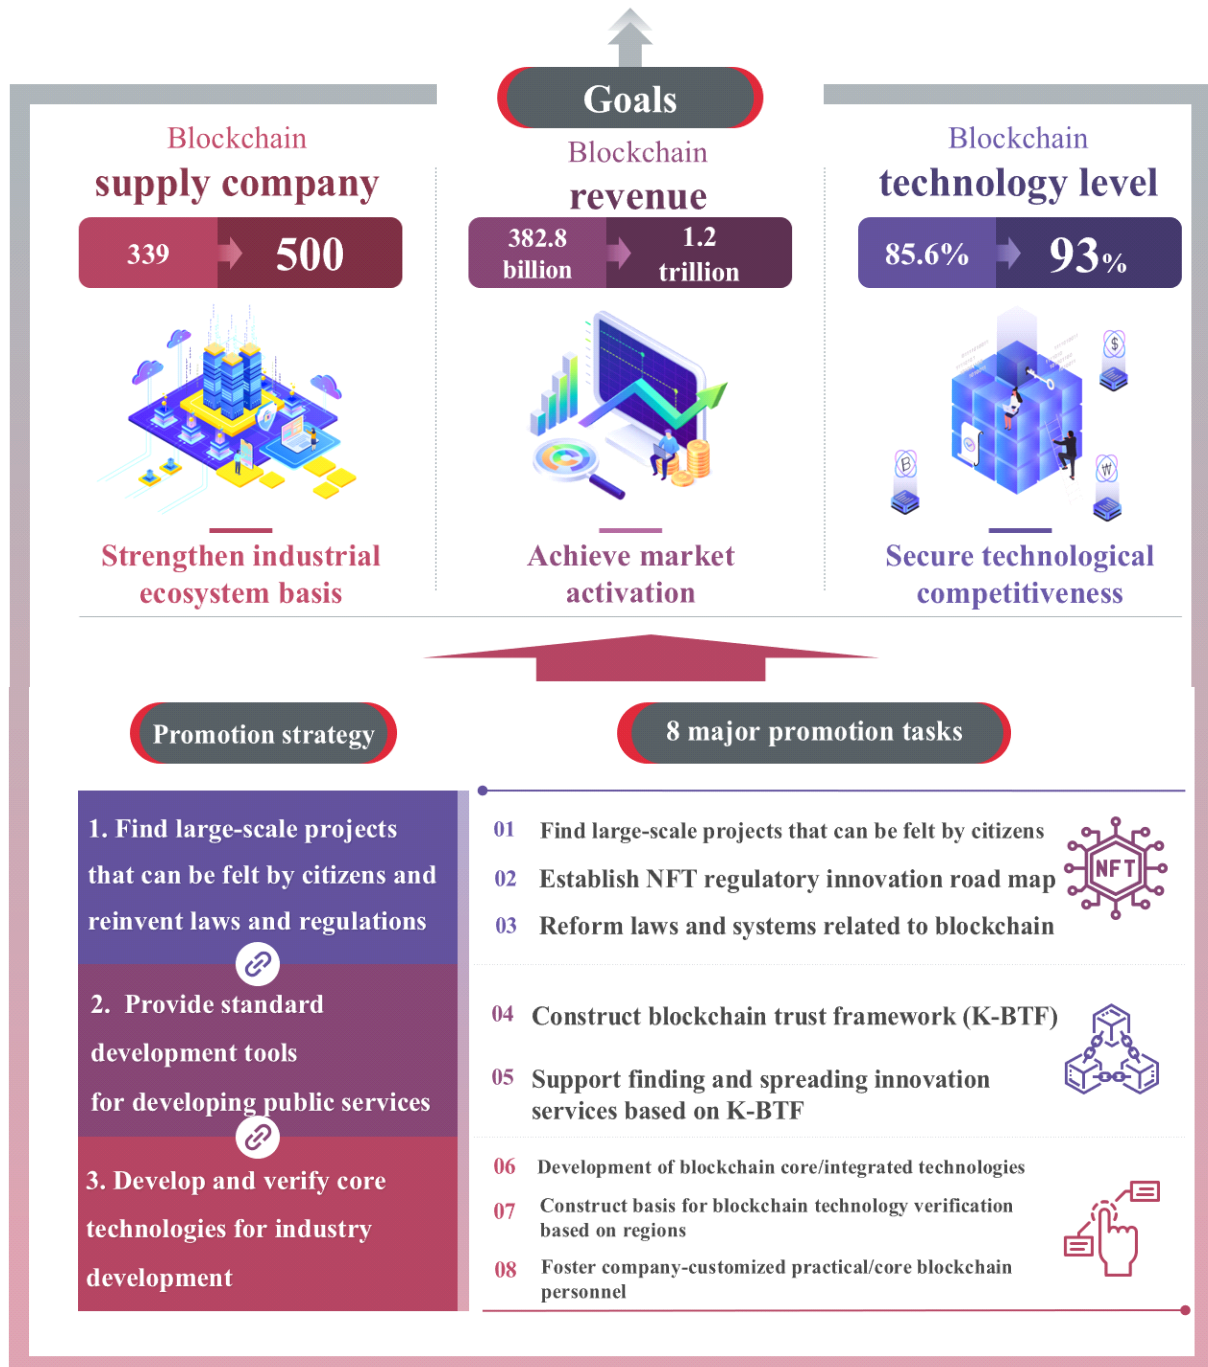 Goals
Blockchain
supply company
339
500
Strengthen industrial
ecosystem basis
Blockchain
revenue
382.8
billion
1.2
trillion
Achieve market
activation
Blockchain
technology level
85.6%
93%
$
B
₩
Secure technological
competitiveness
Promotion strategy
1. Find large-scale projects
that can be felt by citizens and
reinvent laws and regulations
2. Provide standard
development tools
for developing public services
3. Develop and verify core
technologies for industry
development
8 major promotion tasks
01 Find large-scale projects that can be felt by citizens
02 Establish NFT regulatory innovation road map
03 Reform laws and systems related to blockchain
NFT
04 Construct blockchain trust framework (K-BTF)
05 Support finding and spreading innovation
services based on K-BTF
06 Development of blockchain core/integrated technologies
07 Construct basis for blockchain technology verification
based on regions
08 Foster company-customized practical/core blockchain
personnel